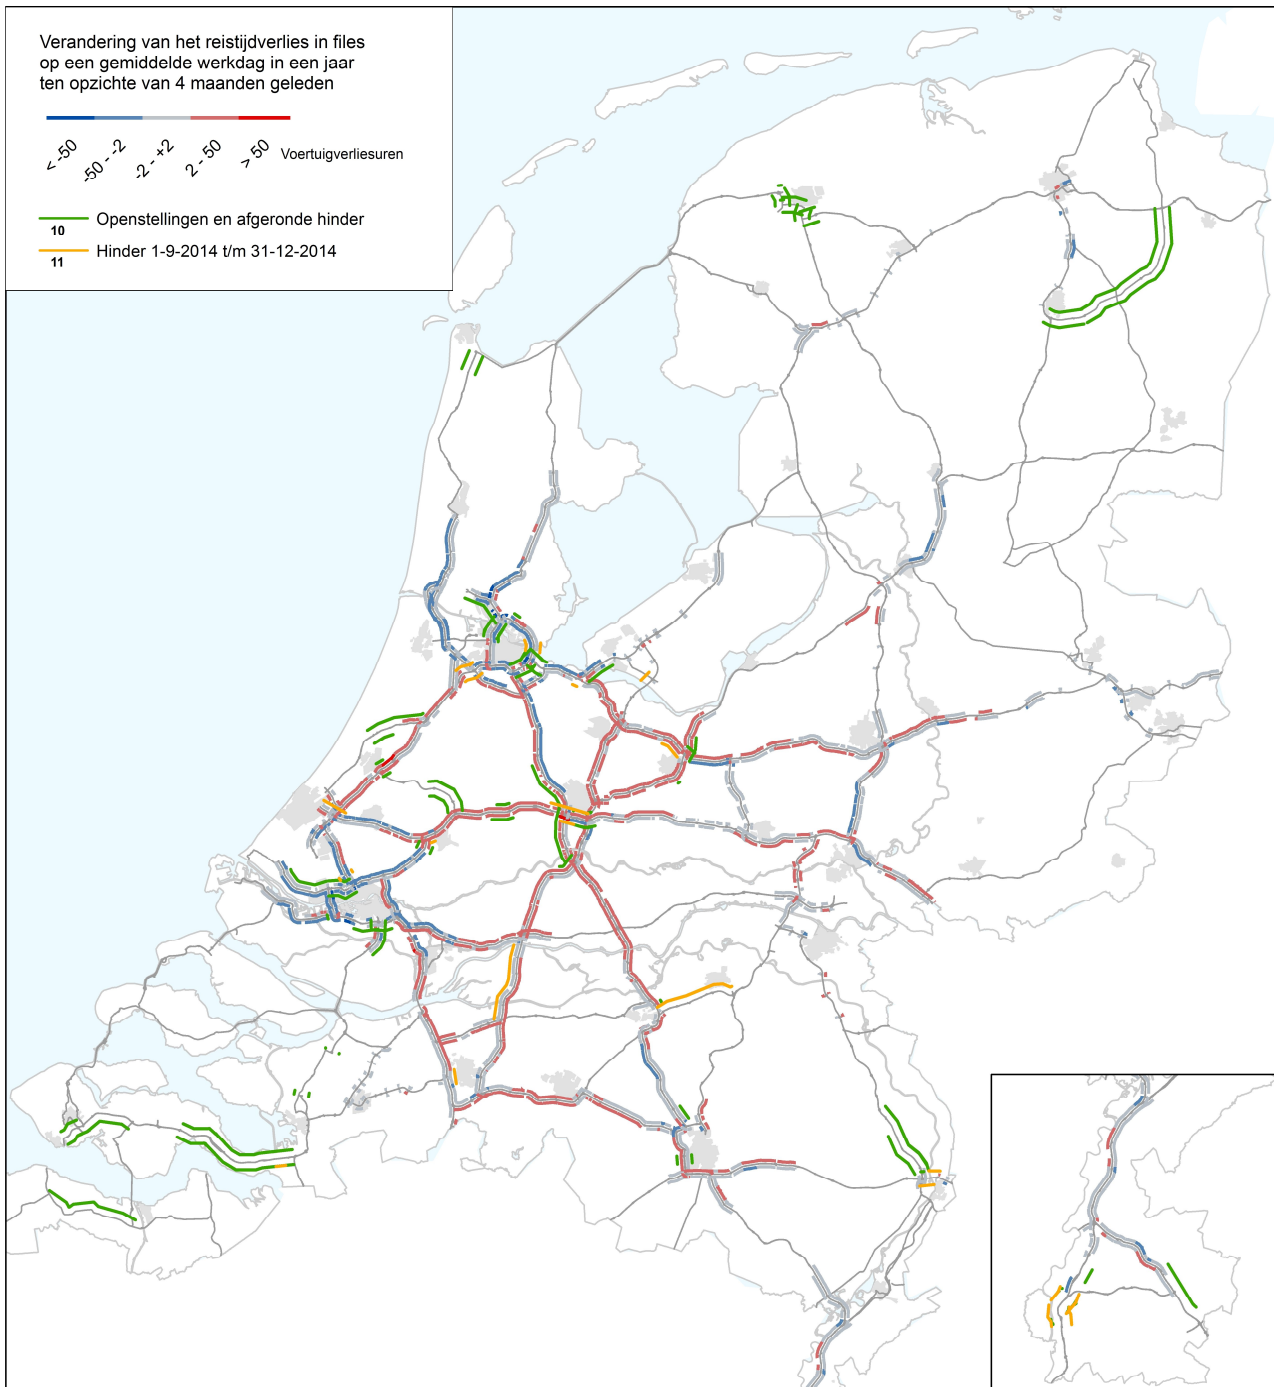 Verandering van het reistijdverlies in files
op een gemiddelde werkdag in een jaar
ten opzichte van 4 maanden geleden
< -50
-50 - -2
-2 - +2
2 - 50
> 50
Voertuigverliesuren
Openstellingen en afgeronde hinder
10
Hinder 1-9-2014 t/m 31-12-2014
11